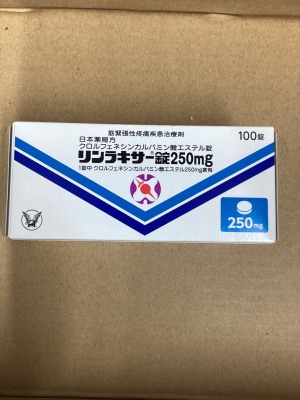 筋緊張性疼痛疾患治療剤
日本薬局方
クロルフェネシンカルバミン酸エステル錠
100錠
リンラキサー®錠250mg
1錠中 クロルフェネシンカルバミン酸エステル250mg含有
250mg